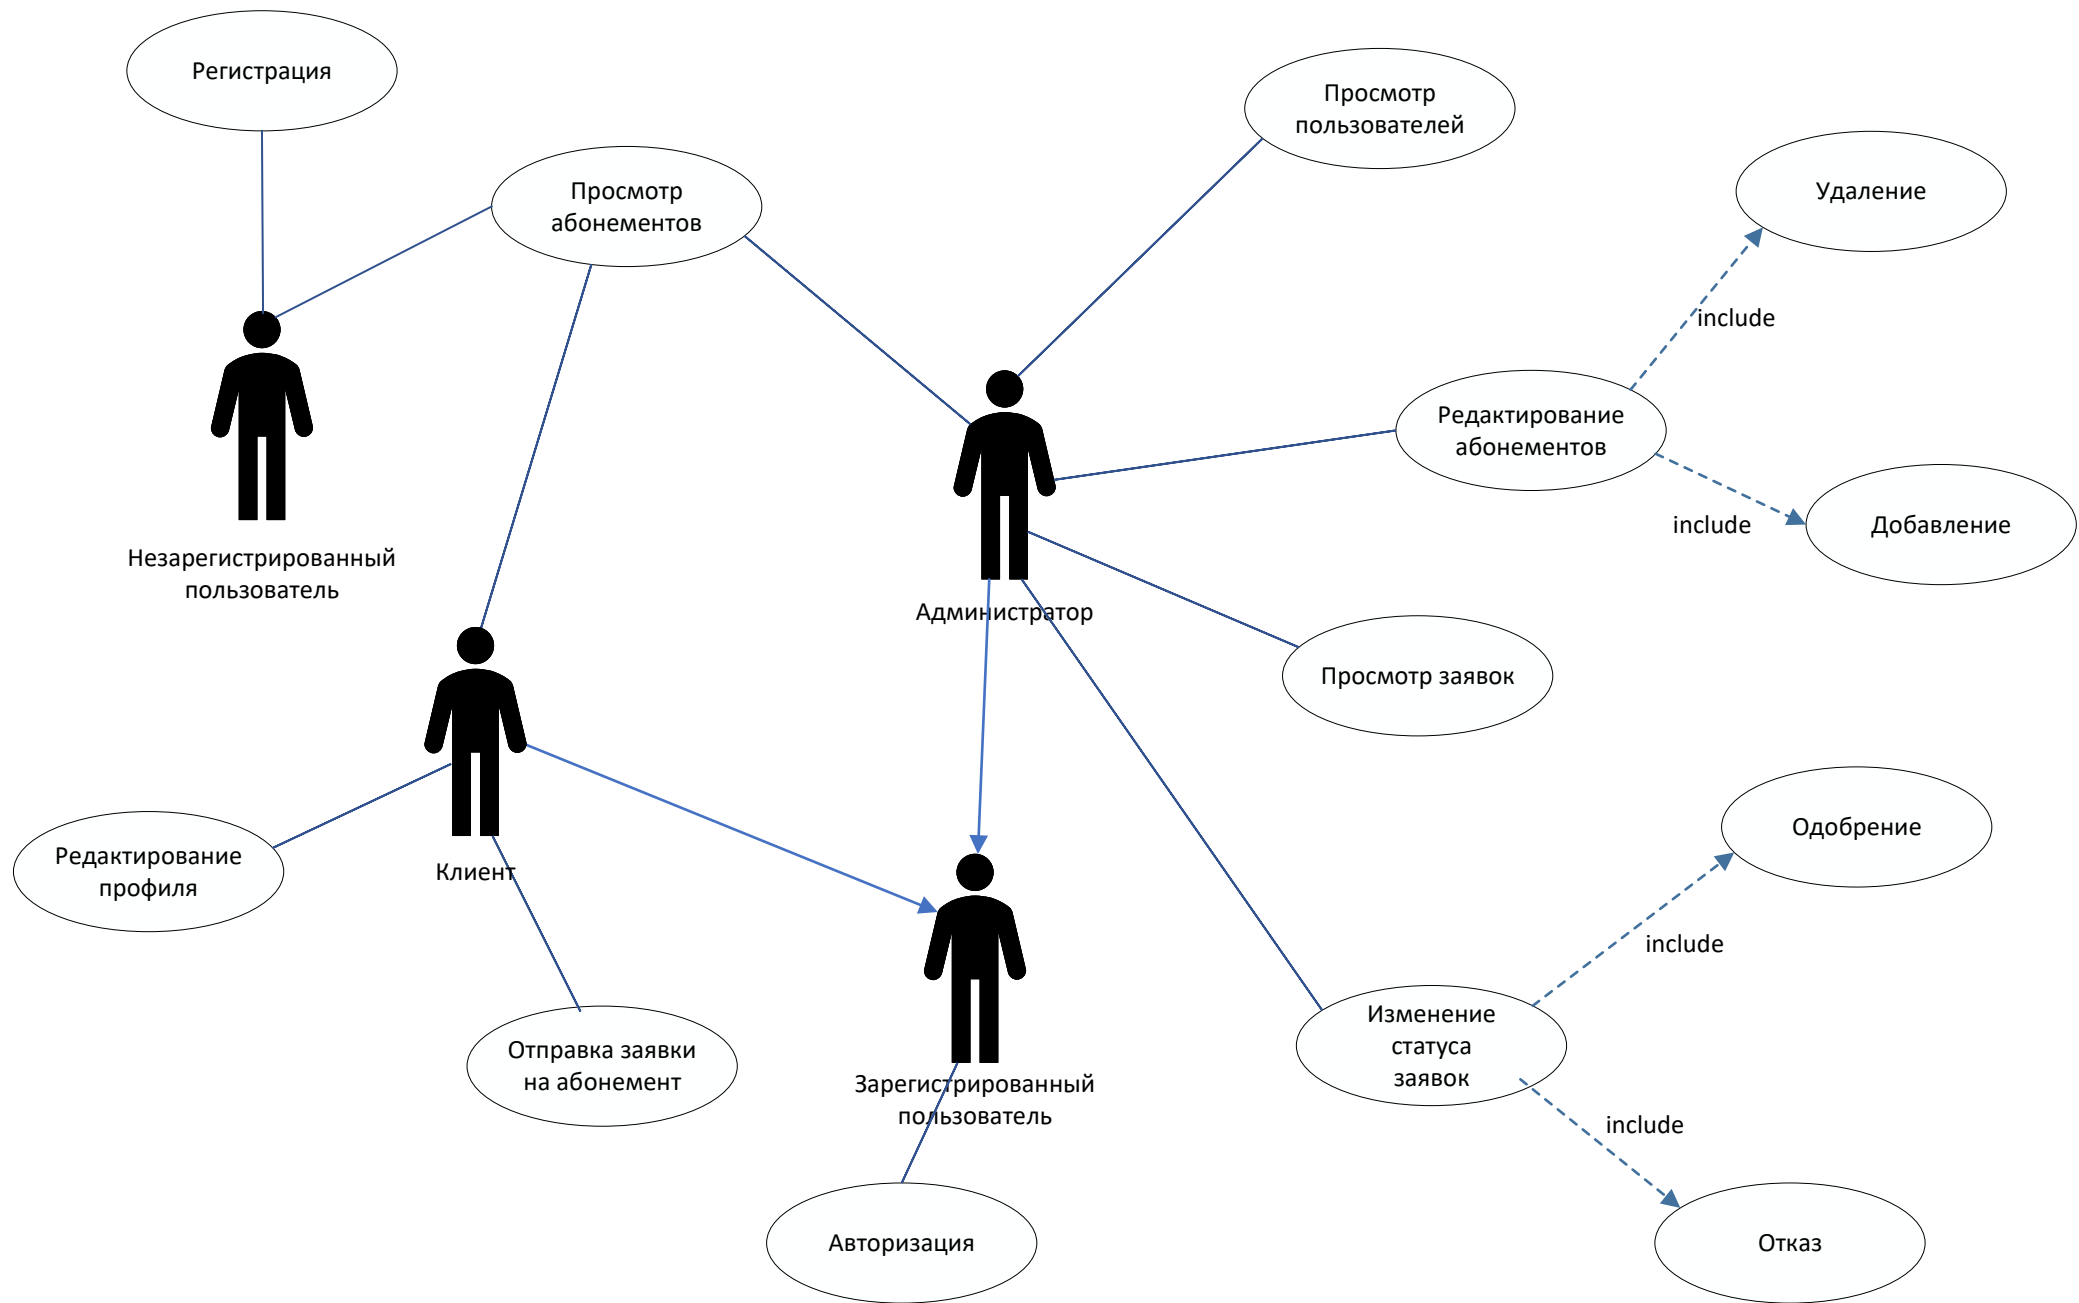 Регистрация
Просмотр
пользователей
Просмотр
абонементов
Удаление
include
Редактирование
абонементов
include
Добавление
Незарегистрированный
пользователь
Администратор
Просмотр заявок
Одобрение
Редактирование
профиля
Клиент
include
Изменение
статуса
заявок
Отправка заявки
на абонемент
Зарегистрированный
пользователь
include
Авторизация
Отказ